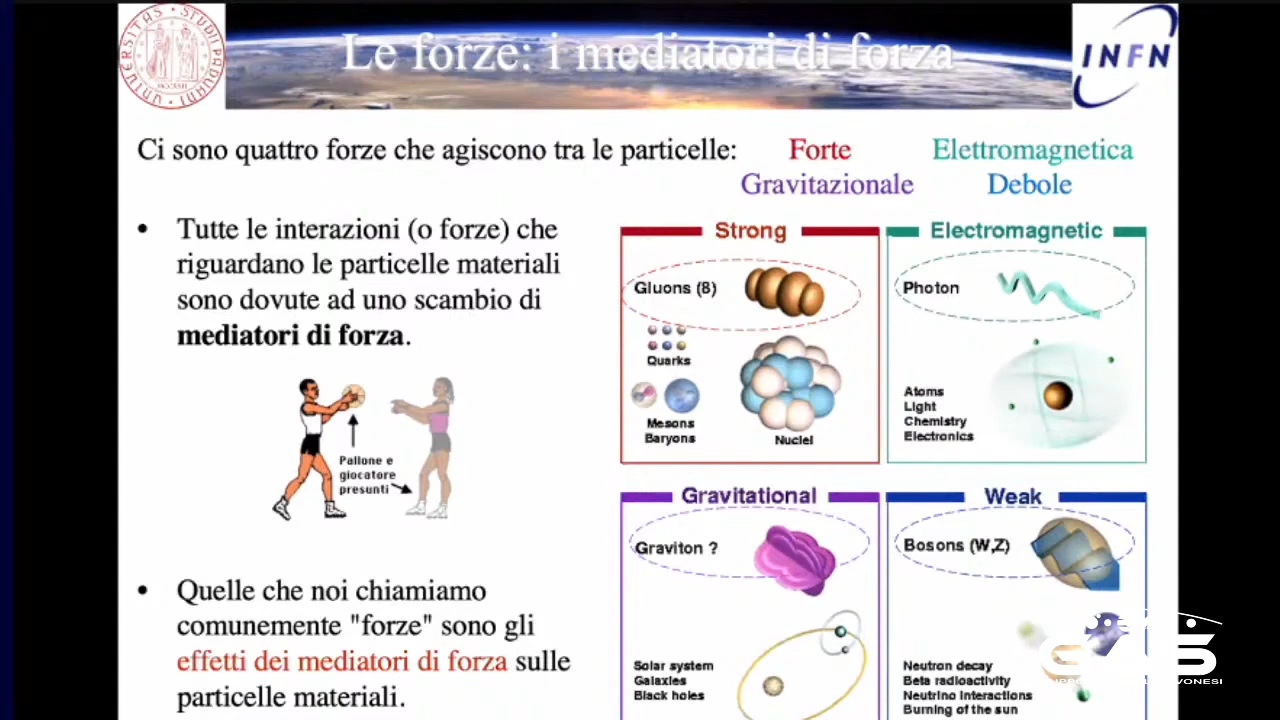 Le forze: i mediatori di forza
INFN
Ci sono quattro forze che agiscono tra le particelle:
Forte
Elettromagnetica
Gravitazionale
Debole
• Tutte le interazioni (o forze) che
riguardano le particelle materiali
sono dovute ad uno scambio di
mediatori di forza.
Pallone e
giocatore
presunti
• Quelle che noi chiamiamo
comunemente "forze" sono gli
effetti dei mediatori di forza sulle
particelle materiali.
Strong
Gluons (8)
Quarks
Mesons
Baryons
Nuclei
Electromagnetic
Photon
Atoms
Light
Chemistry
Electronics
Gravitational
Graviton ?
Solar system
Galaxies
Black holes
Weak
Bosons (W,Z)
Neutron decay
Beta radioactivity
Neutrino interactions
Burning of the sun